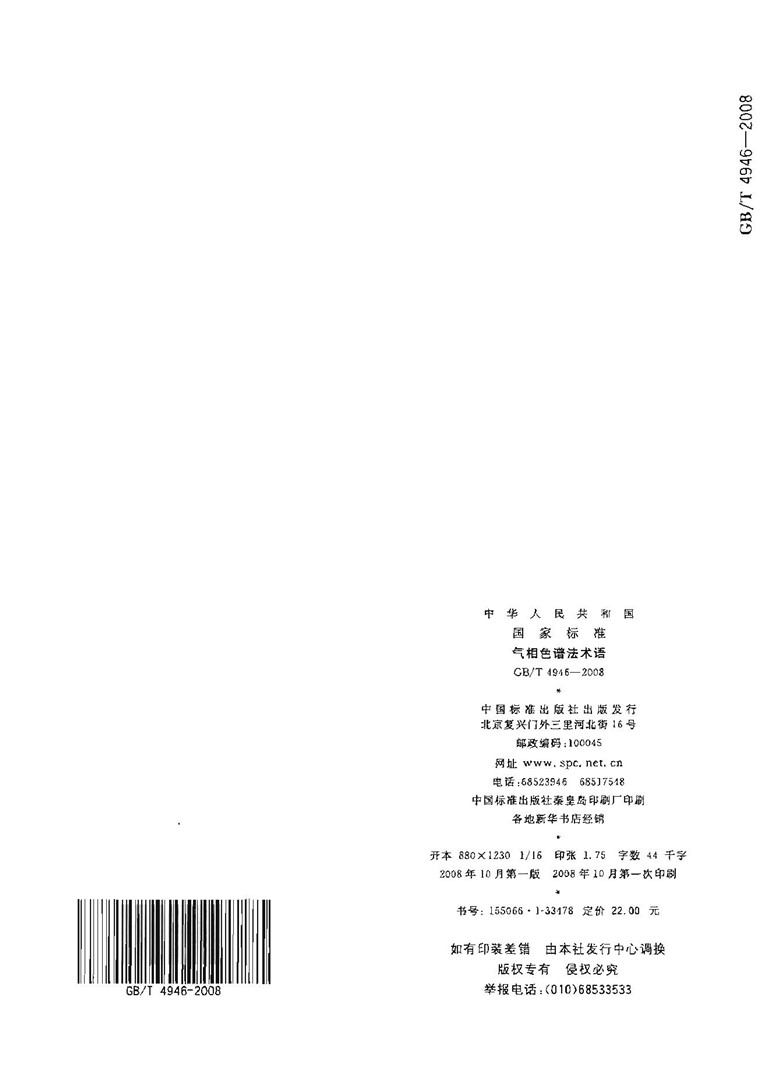 GB/T 4946—2008
中华人民共和国
国家标准
气相色谱法术语
GB/T 4946—2008
*
中国标准出版社出版发行
北京复兴门外三里河北街16号
邮政编码:100045
网址 www.spc.net.cn
电话:68523946 68517548
中国标准出版社秦皇岛印刷厂印刷
各地新华书店经销
*
开本 880×1230 1/16 印张 1.75 字数 44 千字
2008年10月第一版 2008年10月第一次印刷
*
书号: 155066·1-33478 定价 22.00 元
如有印装差错 由本社发行中心调换
版权专有 侵权必究
举报电话:(010)68533533
GB/T 4946-2008